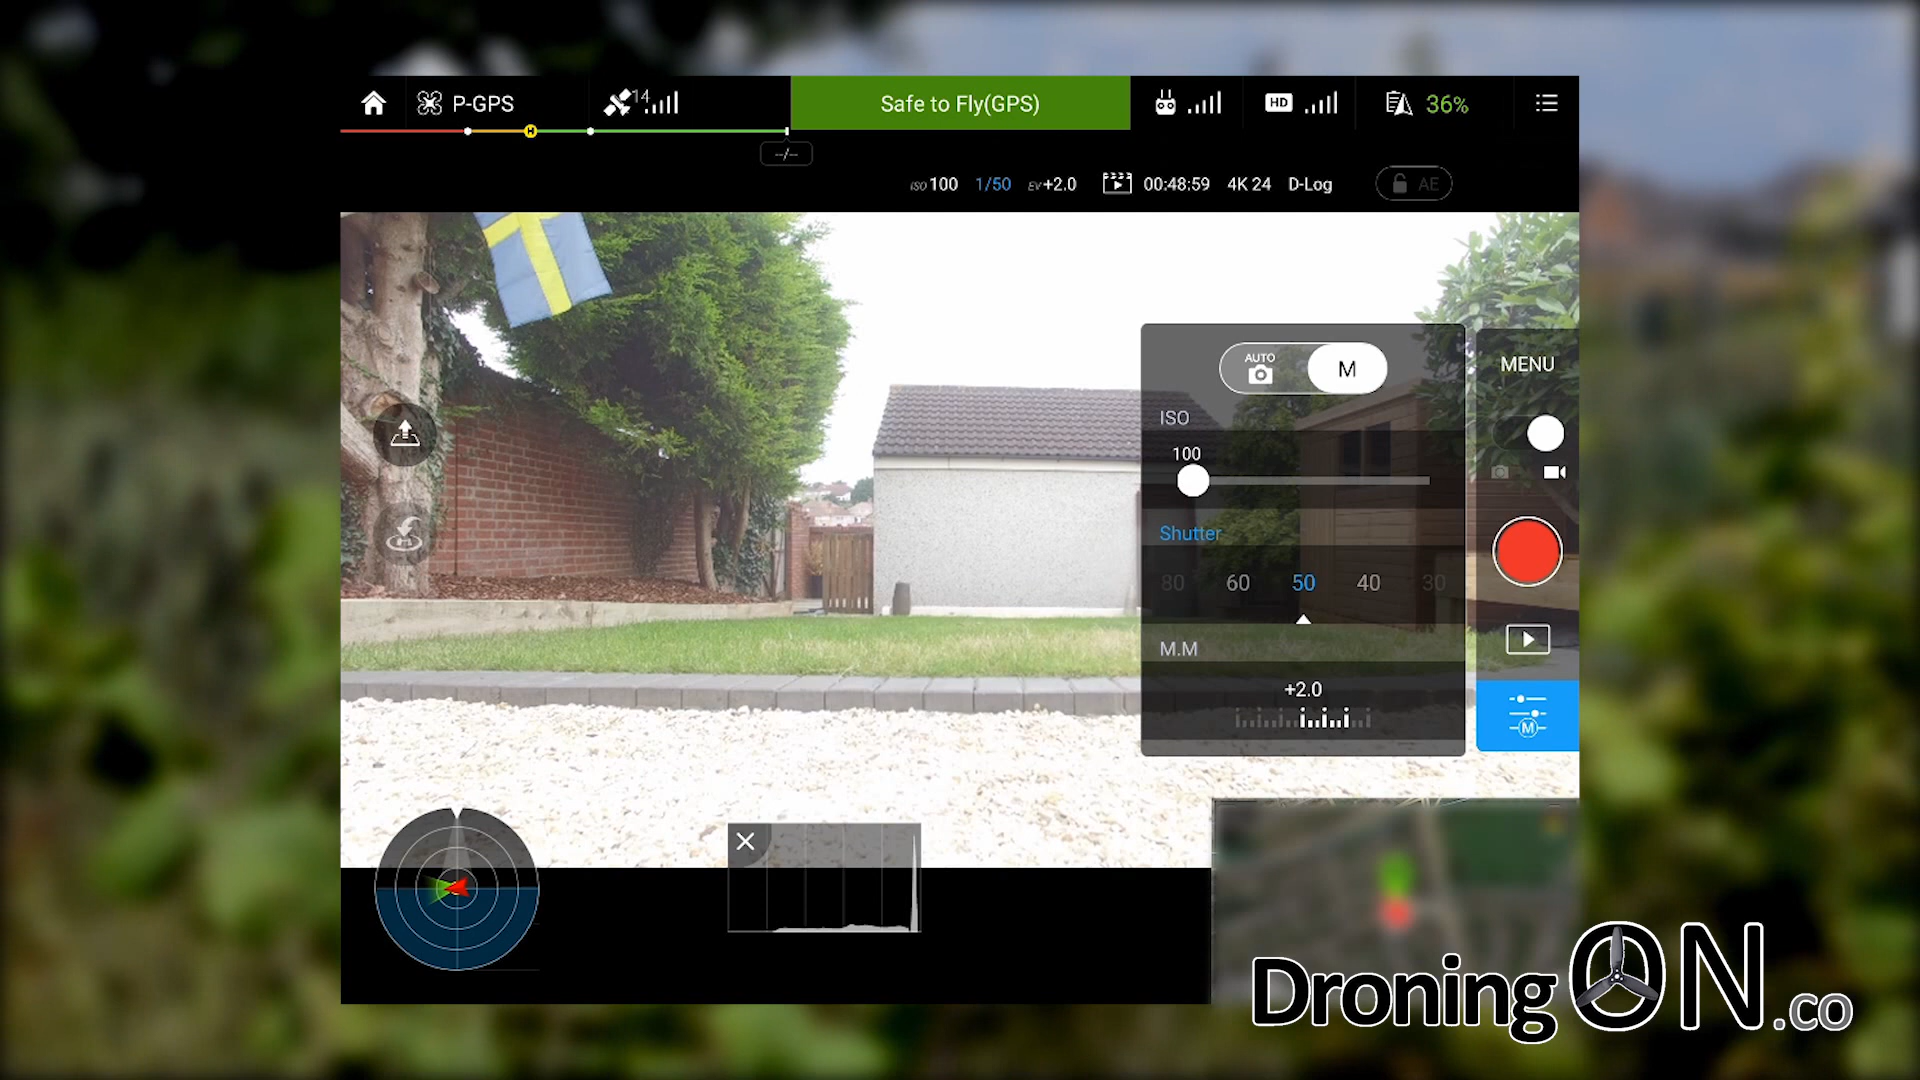 P-GPS
14
Safe to Fly(GPS)
HD
36%
H
--/--
ISO 100 1/50 EV +2.0 00:48:59 4K 24 D-Log AE
AUTO M
MENU
ISO
100
Shutter
80 60 50 40 30
M.M
+2.0
M
DroningON.co